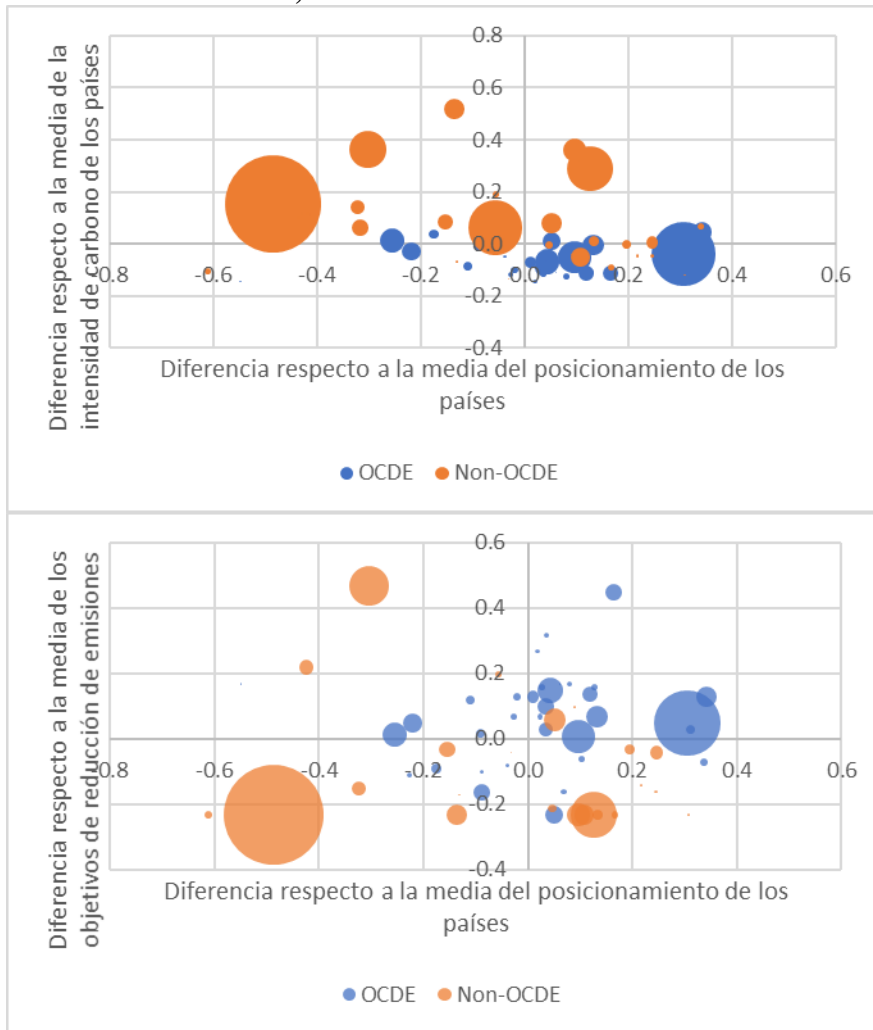 Diferencia respecto a la media de la
intensidad de carbono de los países
0.8
0.6
0.4
0.2
0.0
-0.8 -0.6 -0.4 -0.2 0.0 0.2 0.4 0.6
-0.2
-0.4
Diferencia respecto a la media del posicionamiento de los
países
OCDE Non-OCDE
Diferencia respecto a la media de los
objetivos de reducción de emisiones
0.6
0.4
0.2
0.0
-0.8 -0.6 -0.4 -0.2 0.0 0.2 0.4 0.6
-0.2
-0.4
Diferencia respecto a la media del posicionamiento de los
países
OCDE Non-OCDE